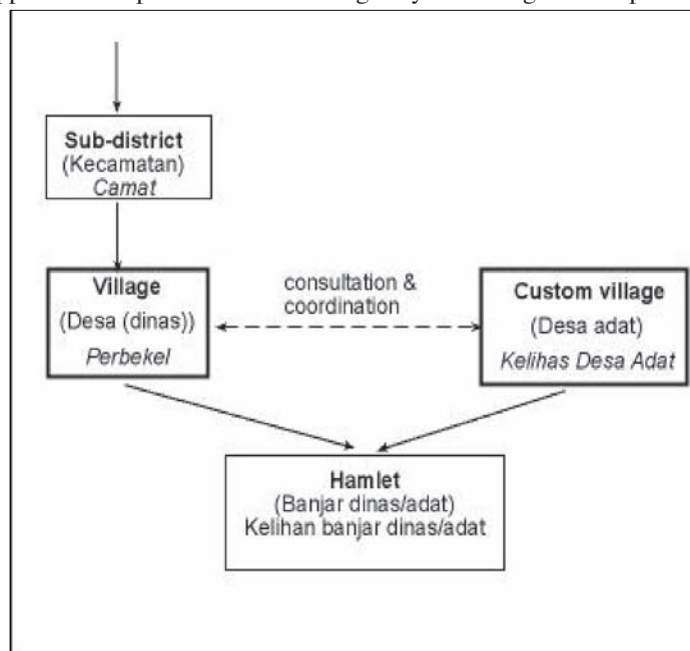 Sub-district
(Kecamatan)
Camat
Village
(Desa (dinas))
Perbekel
consultation &
coordination
Custom village
(Desa adat)
Kelihas Desa Adat
Hamlet
(Banjar dinas/adat)
Kelihan banjar dinas/adat